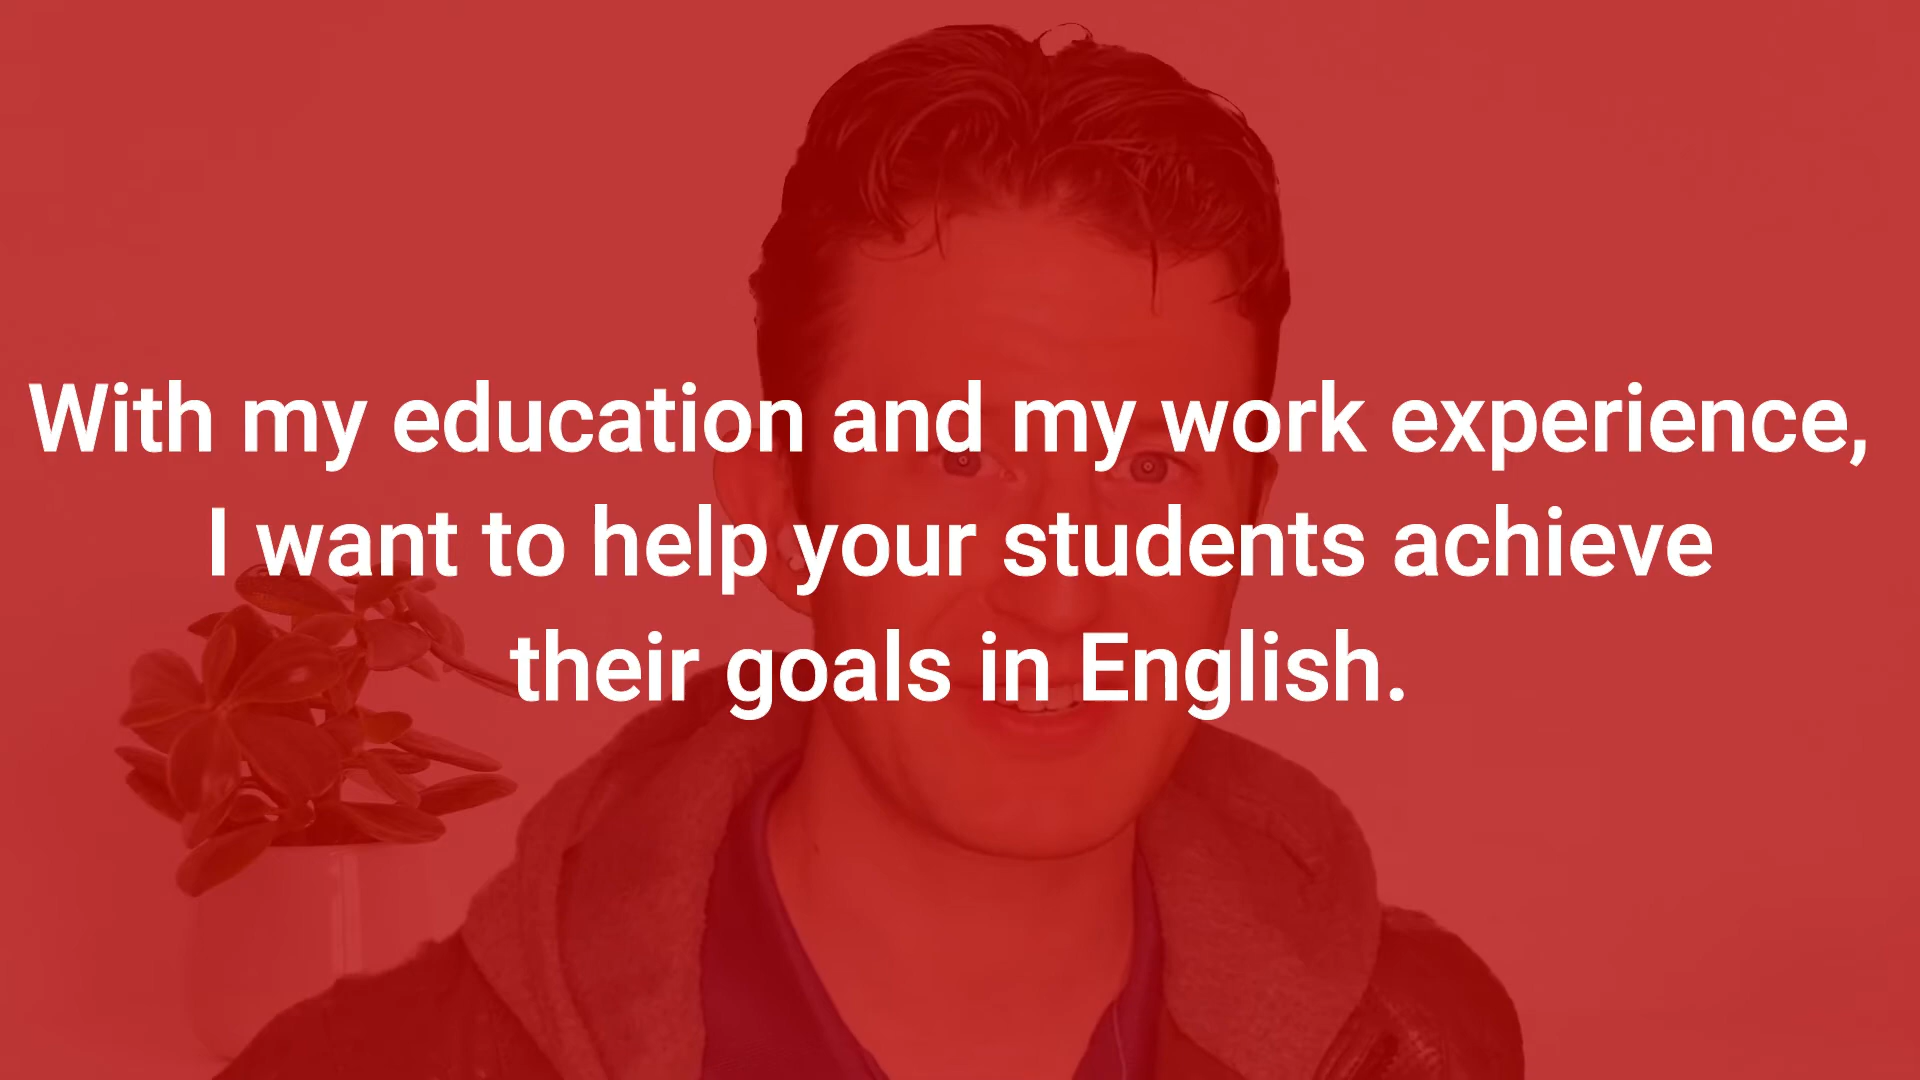 With my education and my work experience,
I want to help your students achieve
their goals in English.